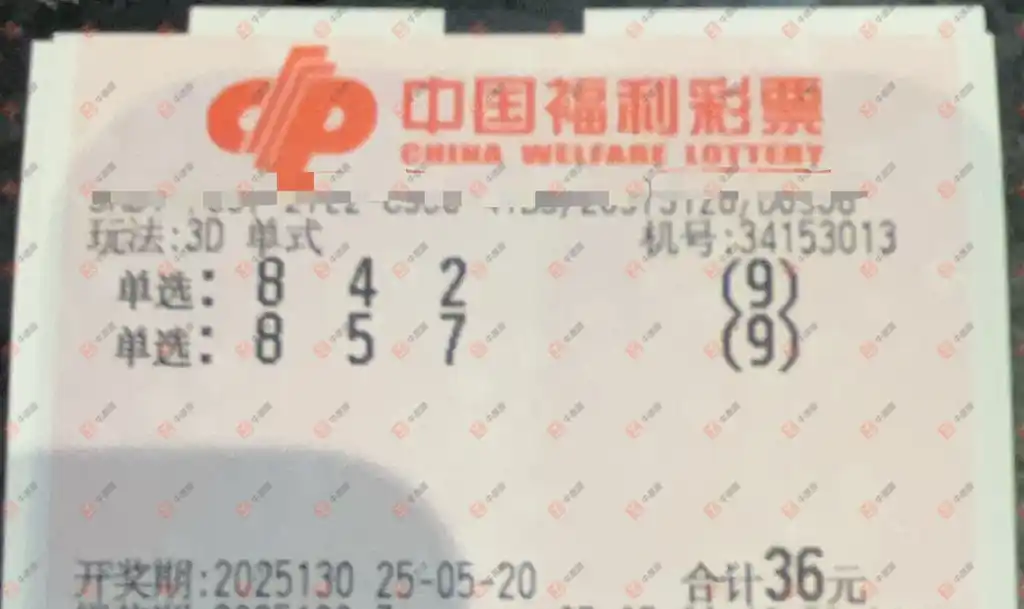 中国福利彩票
CHINA WELFARE LOTTERY
玩法:3D 单式 机号:34153013
单选: 8 4 2 (9)
单选: 8 5 7 (9)
开奖期:2025130 25-05-20 合计36元